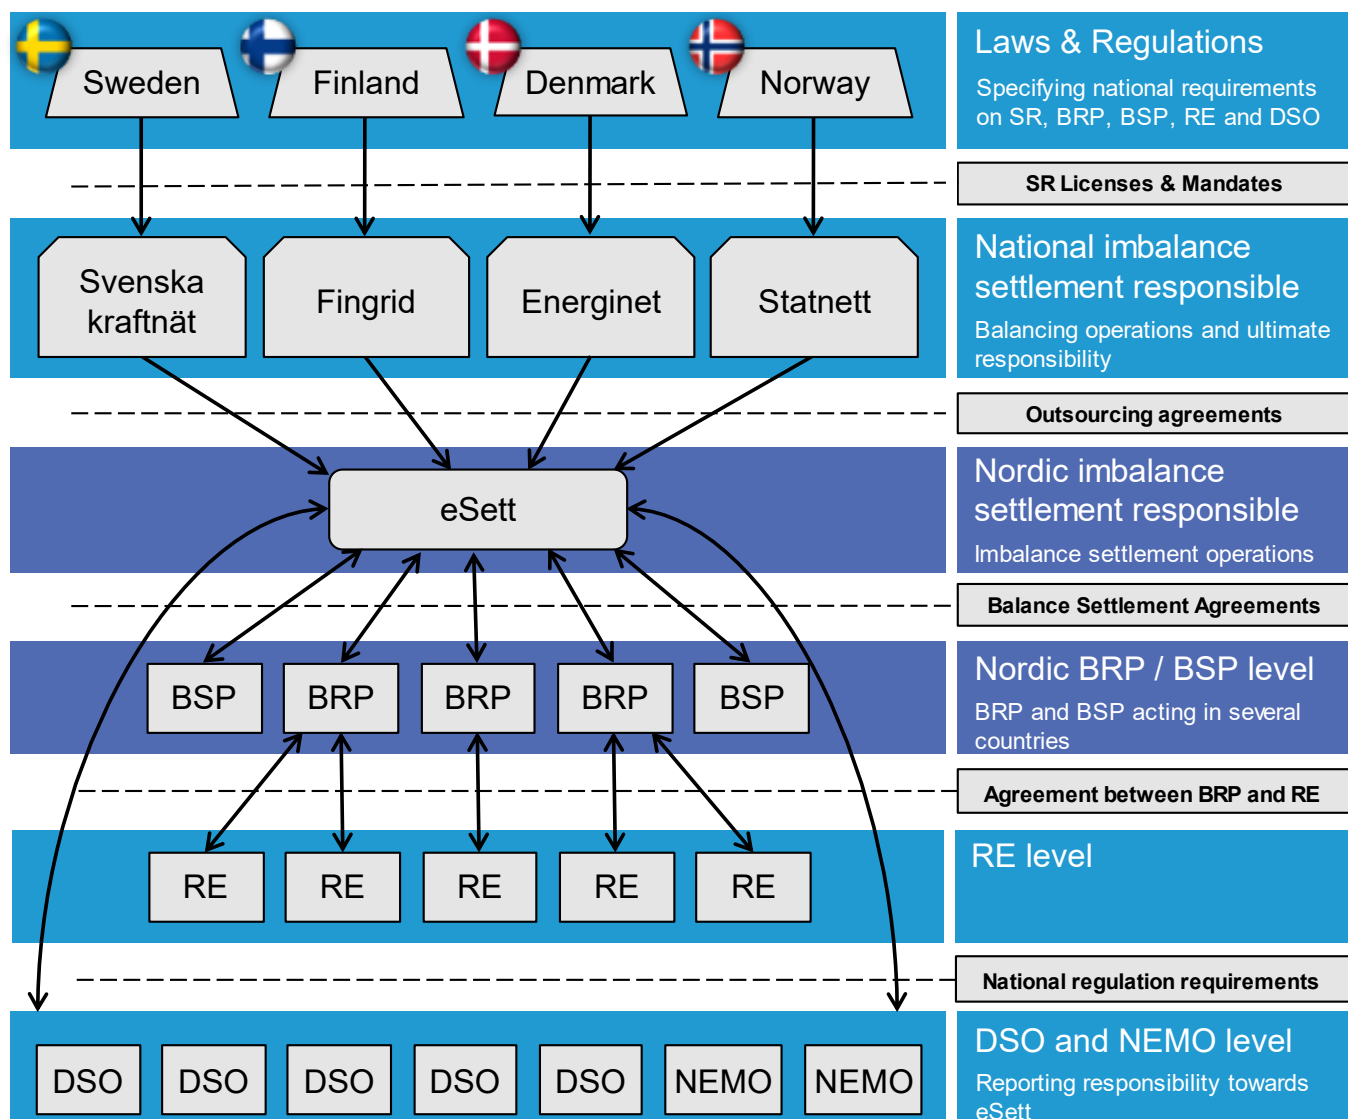 Sweden
Finland
Denmark
Norway
Laws & Regulations
Specifying national requirements
on SR, BRP, BSP, RE and DSO
SR Licenses & Mandates
Svenska
kraftnät
Fingrid
Energinet
Statnett
National imbalance
settlement responsible
Balancing operations and ultimate
responsibility
Outsourcing agreements
eSett
Nordic imbalance
settlement responsible
Imbalance settlement operations
Balance Settlement Agreements
BSP
BRP
BRP
BRP
BSP
Nordic BRP / BSP level
BRP and BSP acting in several
countries
Agreement between BRP and RE
RE
RE
RE
RE
RE
RE level
National regulation requirements
DSO
DSO
DSO
DSO
DSO
NEMO
NEMO
DSO and NEMO level
Reporting responsibility towards
eSett